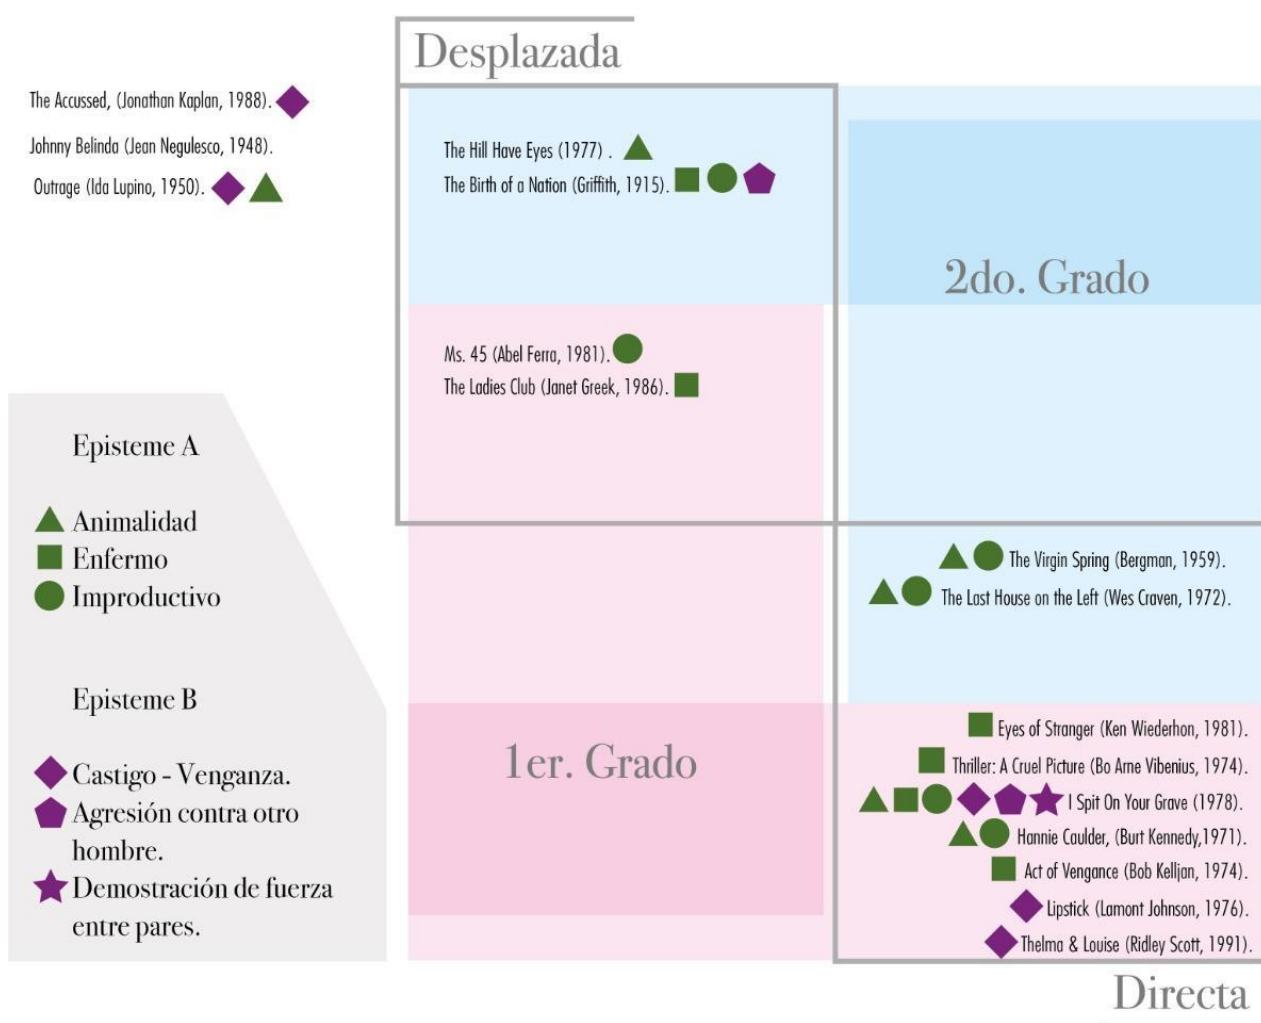 Desplazada
The Accussed, (Jonathan Kaplan, 1988).
Johnny Belinda (Jean Negulesco, 1948).
Outrage (Ida Lupino, 1950).
The Hill Have Eyes (1977) .
The Birth of a Nation (Griffith, 1915).
2do. Grado
Ms. 45 (Abel Ferra, 1981).
The Ladies Club (Janet Greek, 1986).
Episteme A
Animalidad
Enfermo
Improductivo
Episteme B
Castigo - Venganza.
Agresión contra otro
hombre.
Demostración de fuerza
entre pares.
The Virgin Spring (Bergman, 1959).
The Last House on the Left (Wes Craven, 1972).
1er. Grado
Eyes of Stranger (Ken Wiederhon, 1981).
Thriller: A Cruel Picture (Bo Arne Vibenius, 1974).
I Spit On Your Grave (1978).
Hannie Caulder, (Burt Kennedy,1971).
Act of Vengance (Bob Kelljan, 1974).
Lipstick (Lamont Johnson, 1976).
Thelma & Louise (Ridley Scott, 1991).
Directa